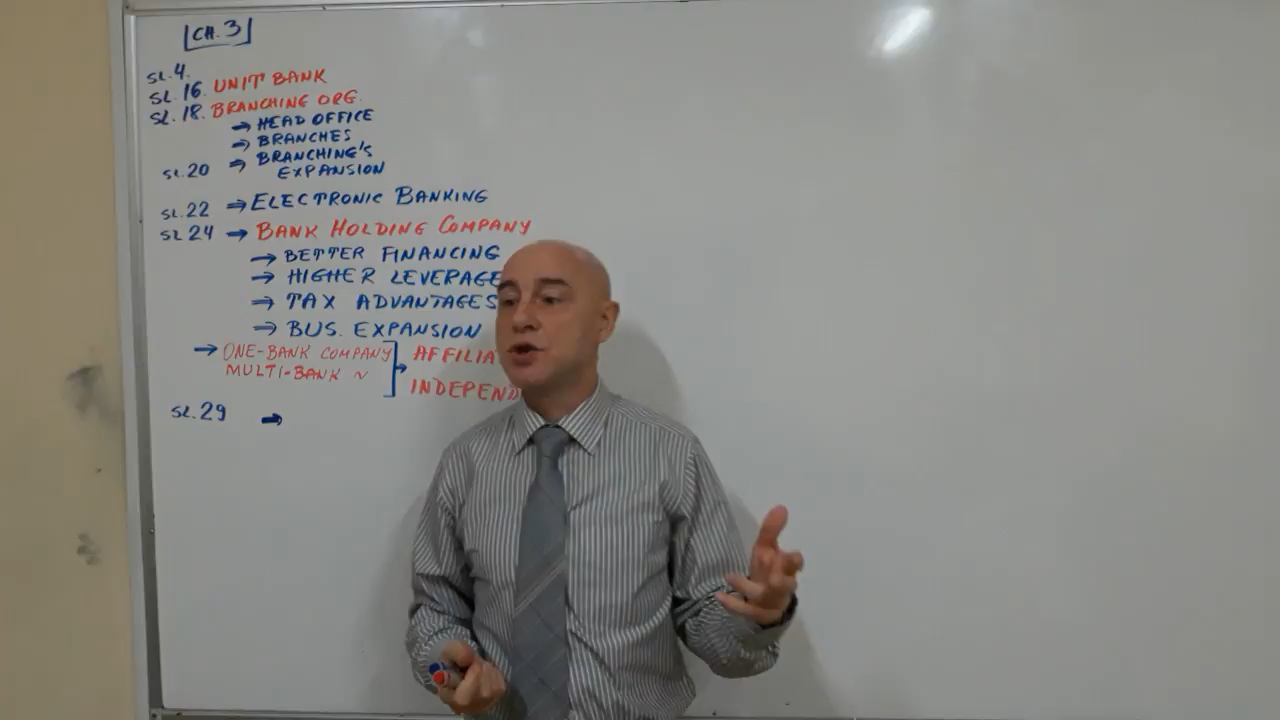 CH.3
SL.4.
SL.16. UNIT BANK
SL.18. BRANCHING ORG.
⇒ HEAD OFFICE
⇒ BRANCHES
SL.20 ⇒ BRANCHING'S
EXPANSION
SL.22 ⇒ ELECTRONIC BANKING
SL 24 → BANK HOLDING COMPANY
⇒ BETTER FINANCING
⇒ HIGHER LEVERAGE
⇒ TAX ADVANTAGES
⇒ BUS. EXPANSION
→ ONE-BANK COMPANY AFFILIA
MULTI-BANK ~ INDEPEND
SL.29 ⇒